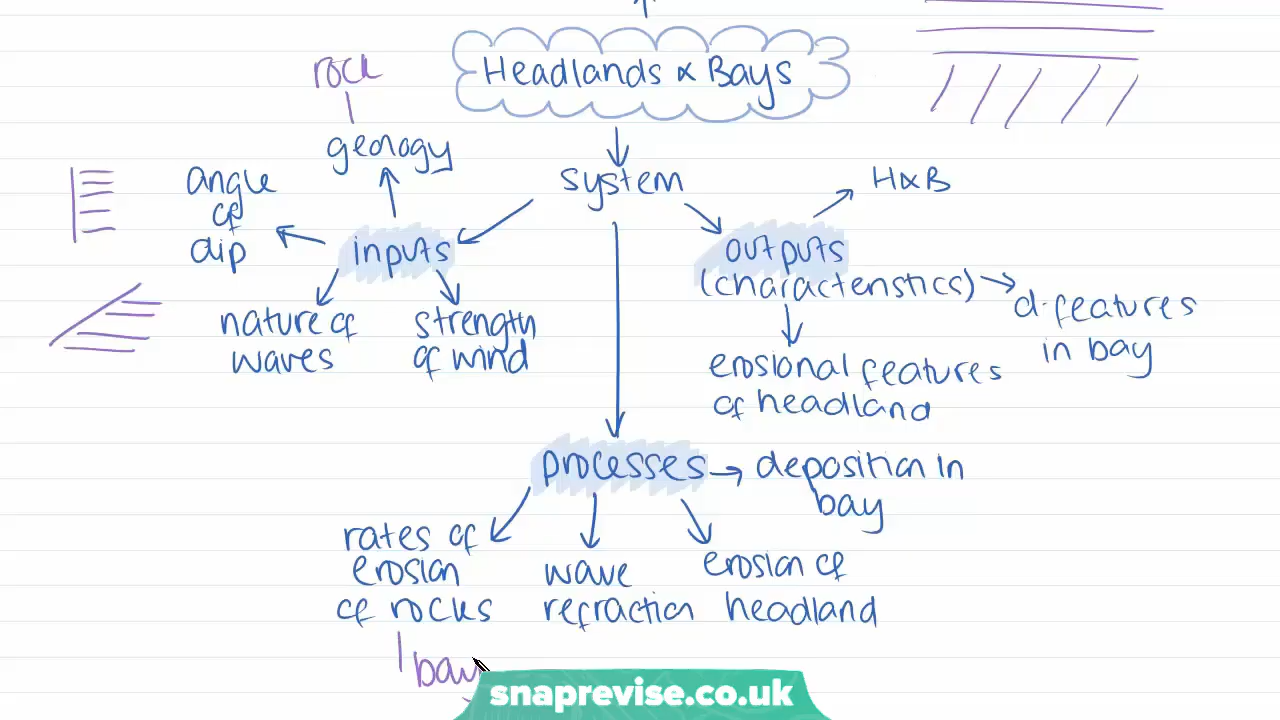 rock
Headlands & Bays
geology
system
H&B
angle
of
dip
inputs
outputs
(characteristics)
d.features
in bay
nature of
waves
strength
of wind
erosional features
of headland
processes
deposition in
bay
rates of
erosion
of rocks
wave
refraction
erosion of
headland
bay
snaprevise.co.uk